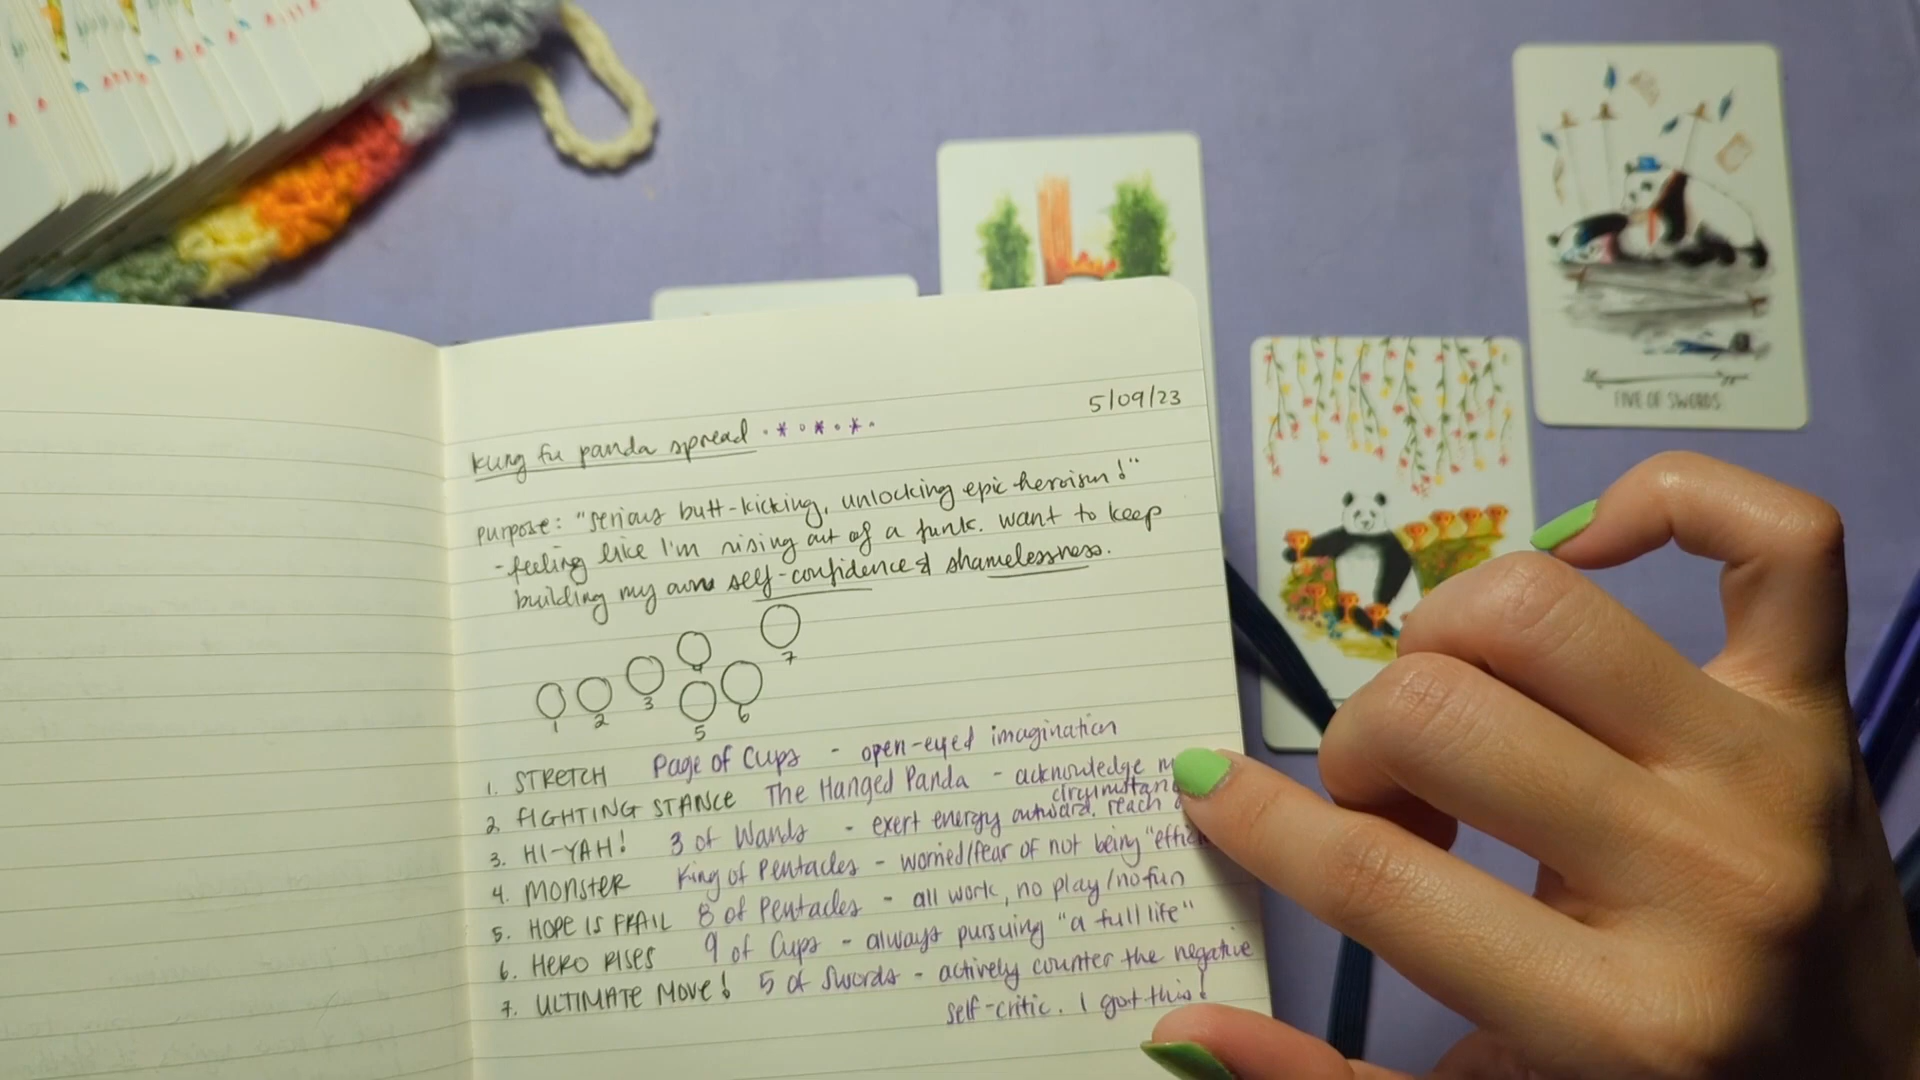 5/09/23
kung fu panda spread
purpose: "serious butt-kicking, unlocking epic heroism!"
- feeling like I'm rising out of a funk. want to keep
building my own self-confidence & shamelessness.
1 2 3 4 5 6 7
1. STRETCH Page of Cups - open-eyed imagination
2. FIGHTING STANCE The Hanged Panda - acknowledge
3. HI-YAH! 3 of Wands - exert energy outward, reach
4. MONSTER King of Pentacles - worried/fear of not being
5. HOPE IS FRAIL 8 of Pentacles - all work, no play/no fun
6. HERO RISES 9 of Cups - always pursuing "a full life"
7. ULTIMATE MOVE! 5 of Swords - actively counter the negative
self-critic. I got this!
FIVE OF SWORDS